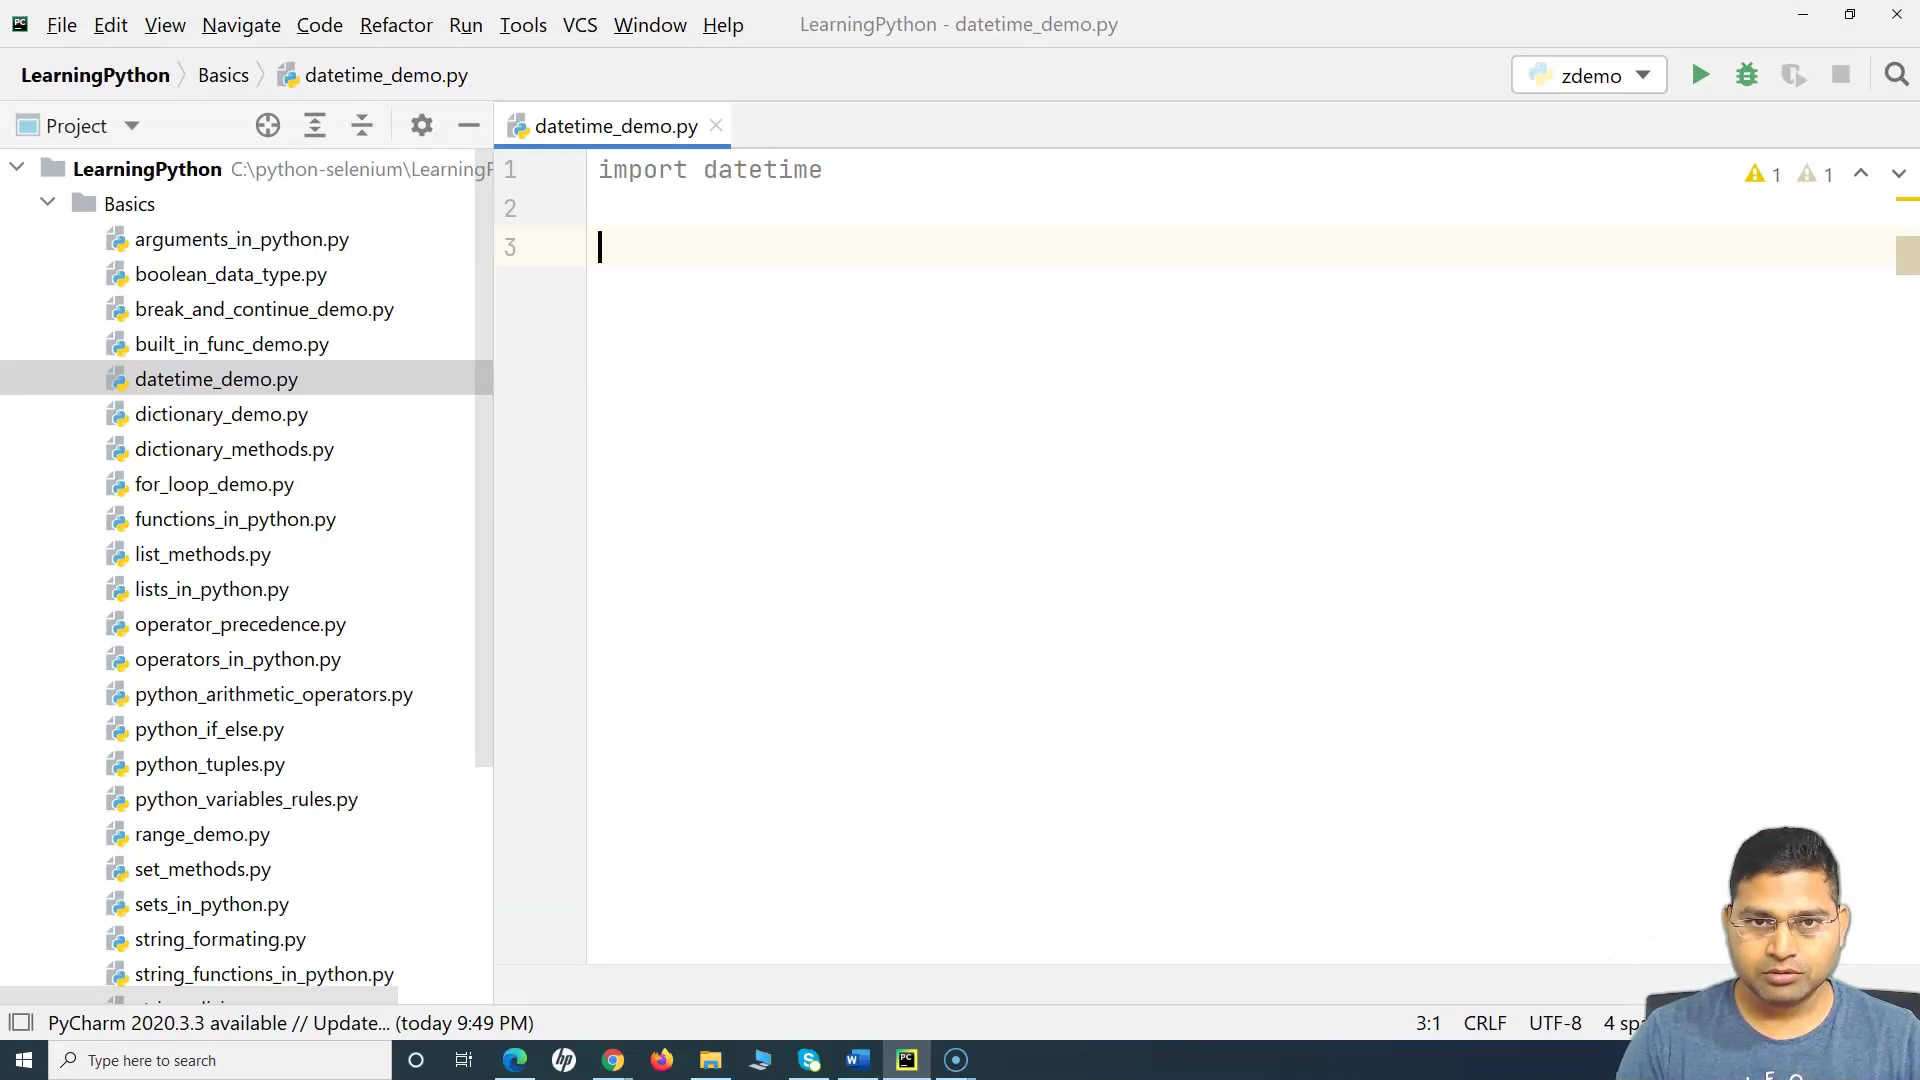 File Edit View Navigate Code Refactor Run Tools VCS Window Help LearningPython - datetime_demo.py
LearningPython Basics datetime_demo.py zdemo
Project
datetime_demo.py
LearningPython C:\python-selenium\LearningP
Basics
arguments_in_python.py
boolean_data_type.py
break_and_continue_demo.py
built_in_func_demo.py
datetime_demo.py
dictionary_demo.py
dictionary_methods.py
for_loop_demo.py
functions_in_python.py
list_methods.py
lists_in_python.py
operator_precedence.py
operators_in_python.py
python_arithmetic_operators.py
python_if_else.py
python_tuples.py
python_variables_rules.py
range_demo.py
set_methods.py
sets_in_python.py
string_formating.py
string_functions_in_python.py
1 import datetime 1 1
2
3
PyCharm 2020.3.3 available // Update... (today 9:49 PM) 3:1 CRLF UTF-8 4 spa
Type here to search